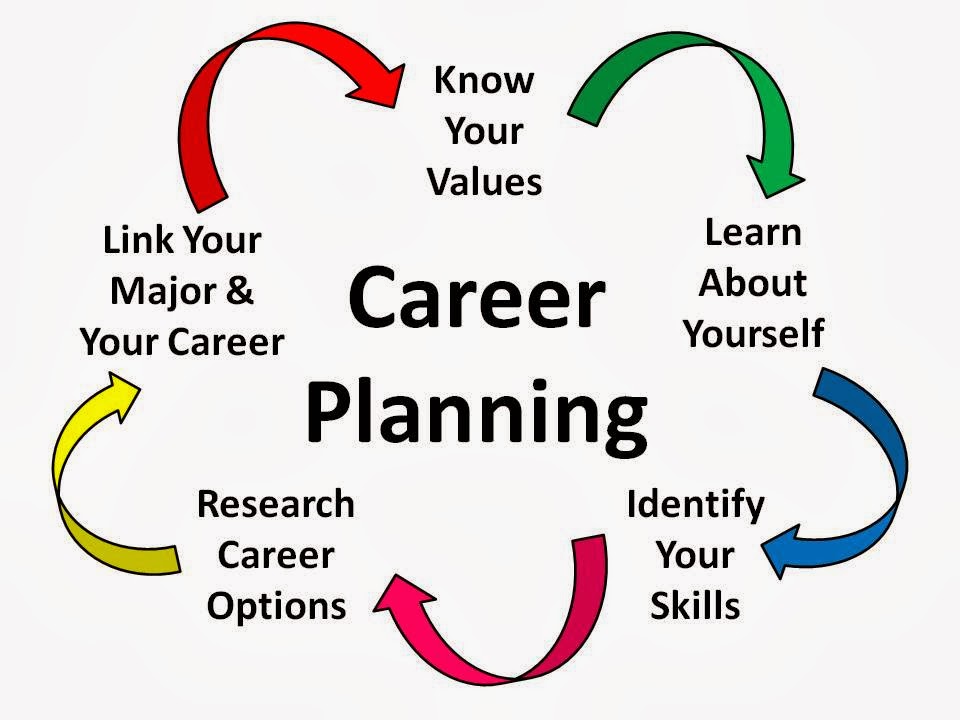 Know
Your
Values
Learn
About
Yourself
Identify
Your
Skills
Research
Career
Options
Link Your
Major &
Your Career
Career
Planning